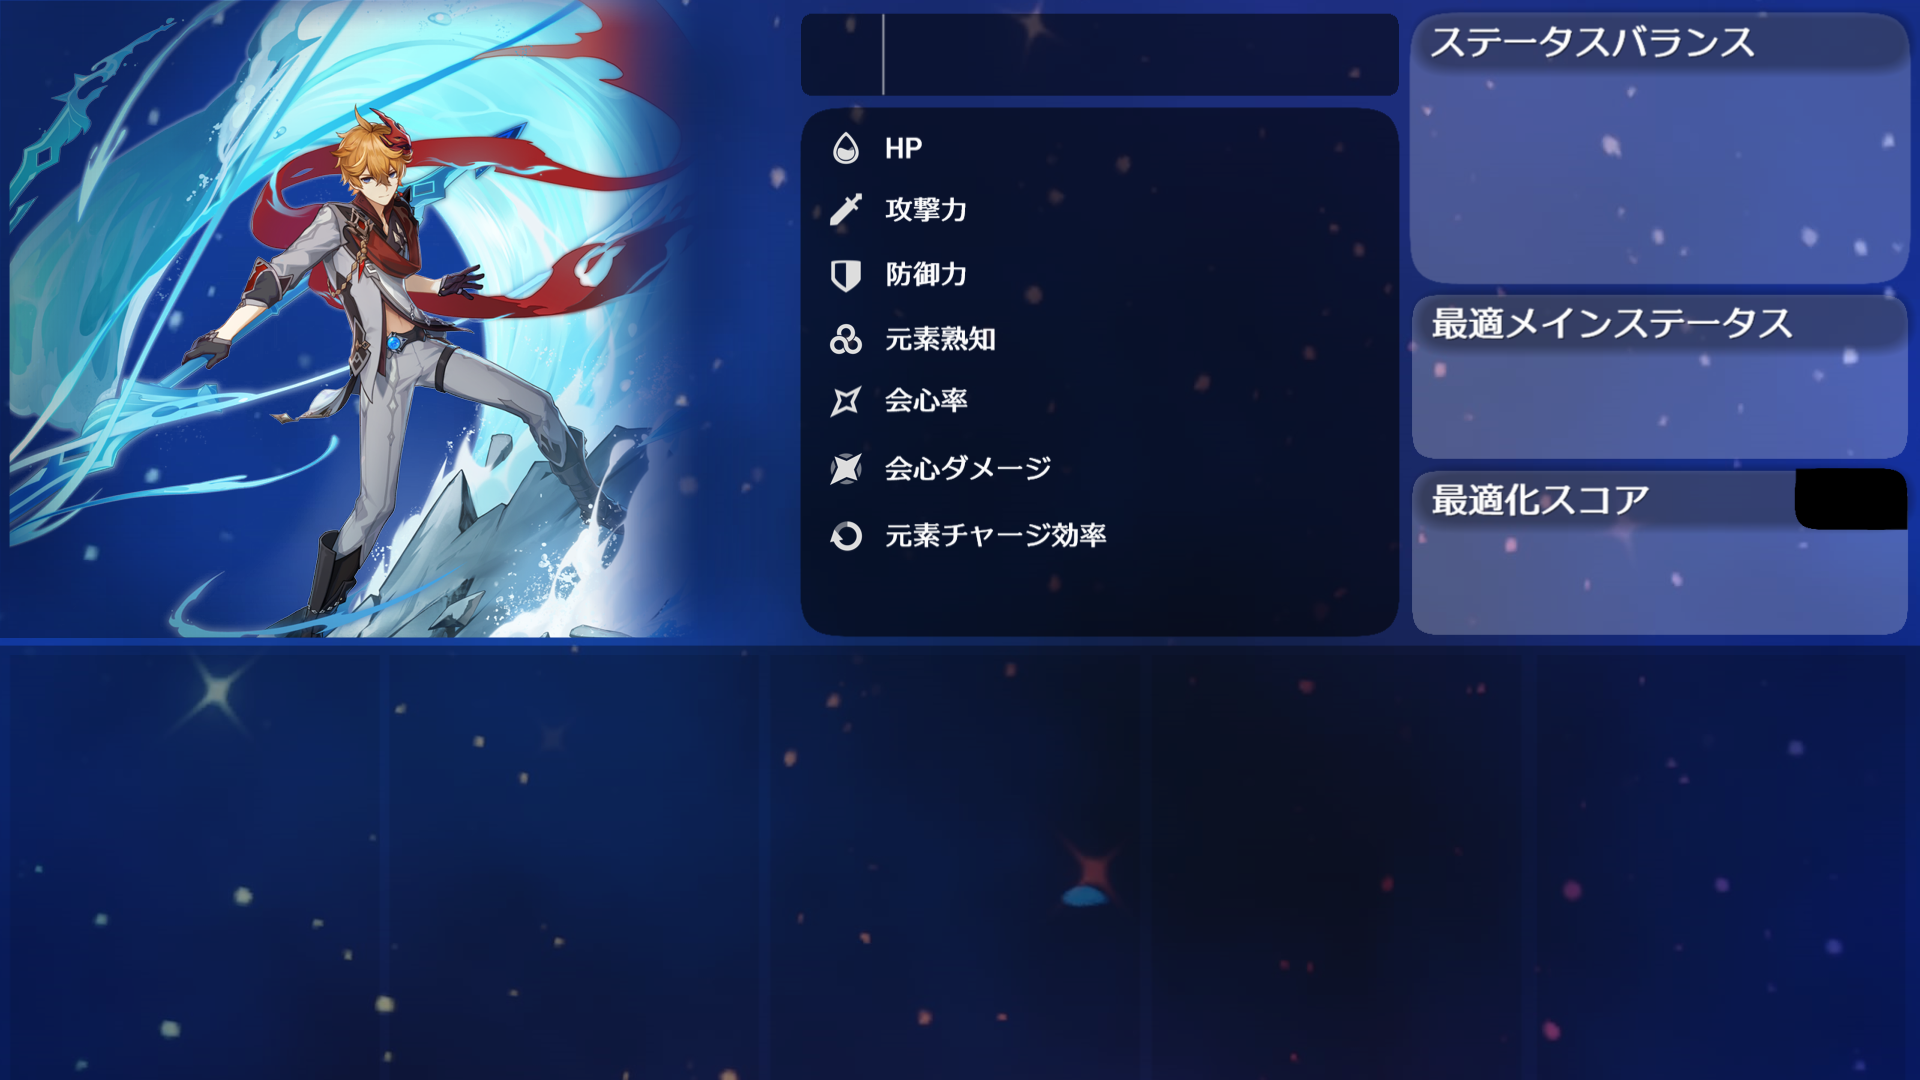 HP
攻撃力
防御力
元素熟知
会心率
会心ダメージ
元素チャージ効率
ステータスバランス
最適メインステータス
最適化スコア